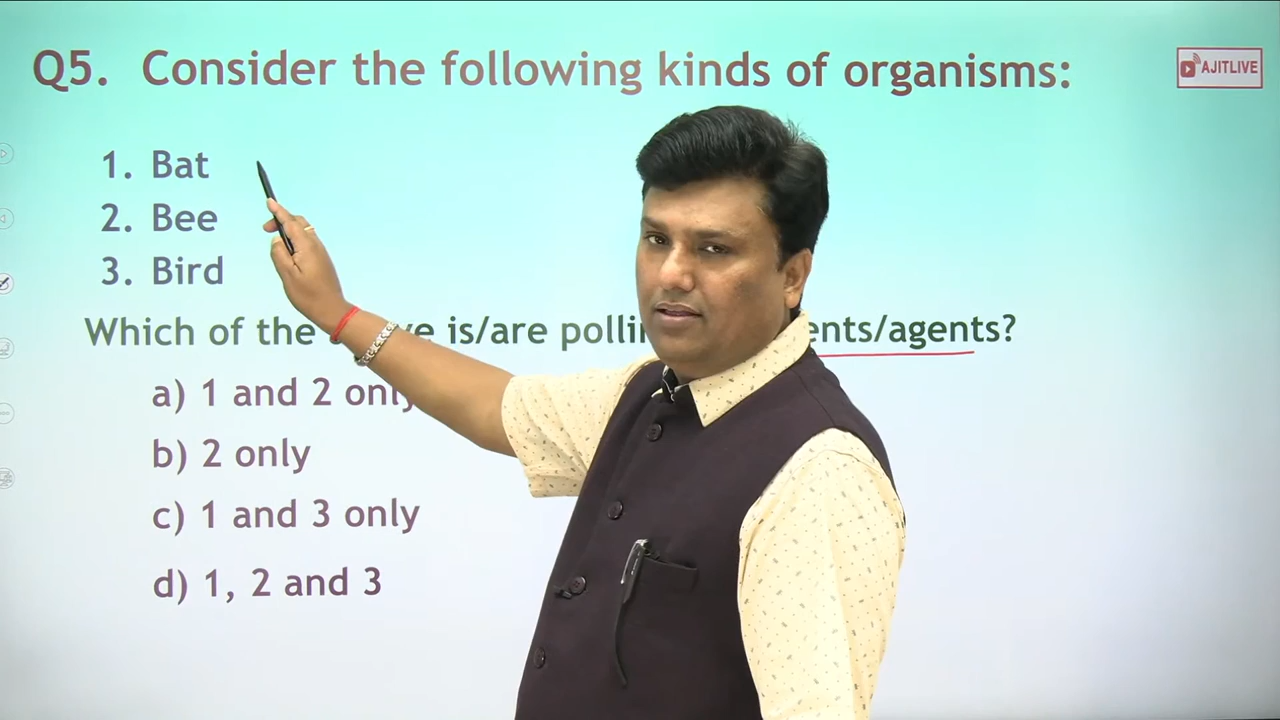 Q5. Consider the following kinds of organisms:
AJITLIVE
1. Bat
2. Bee
3. Bird
Which of the is/are agents?
a) 1 and 2 only
b) 2 only
c) 1 and 3 only
d) 1, 2 and 3